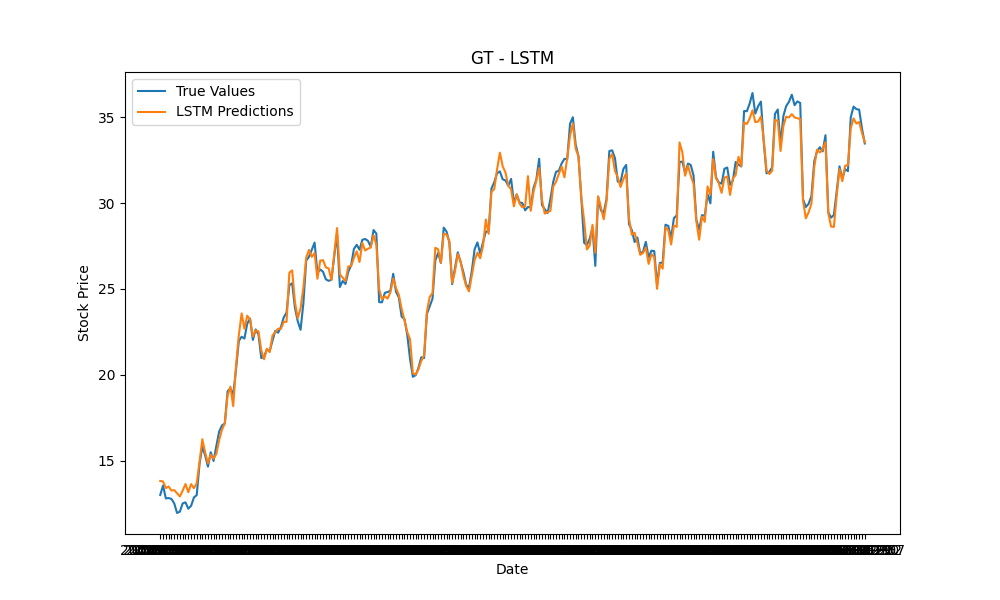 GT - LSTM
True Values
LSTM Predictions
35
30
25
20
15
Stock Price
Date